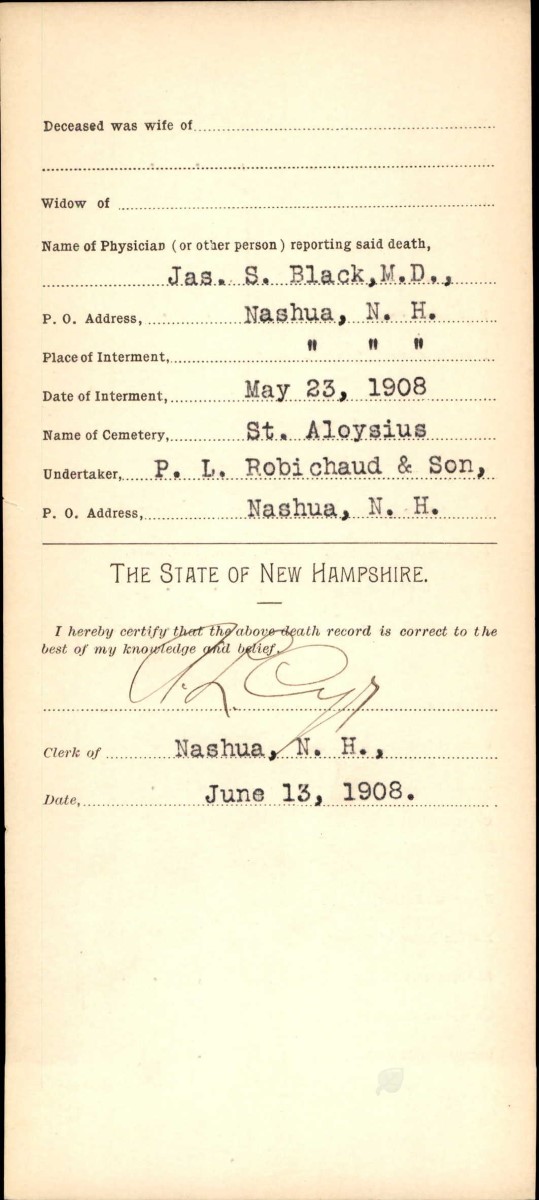 Deceased was wife of
Widow of
Name of Physician (or other person) reporting said death,
Jas. S. Black, M.D.,
P. O. Address, Nashua, N. H.
Place of Interment, " " "
Date of Interment, May 23, 1908
Name of Cemetery, St. Aloysius
Undertaker, P. L. Robichaud & Son,
P. O. Address, Nashua, N. H.
THE STATE OF NEW HAMPSHIRE.
I hereby certify that the above death record is correct to the
best of my knowledge and belief.
Cyr
Clerk of Nashua, N. H.,
Date, June 13, 1908.